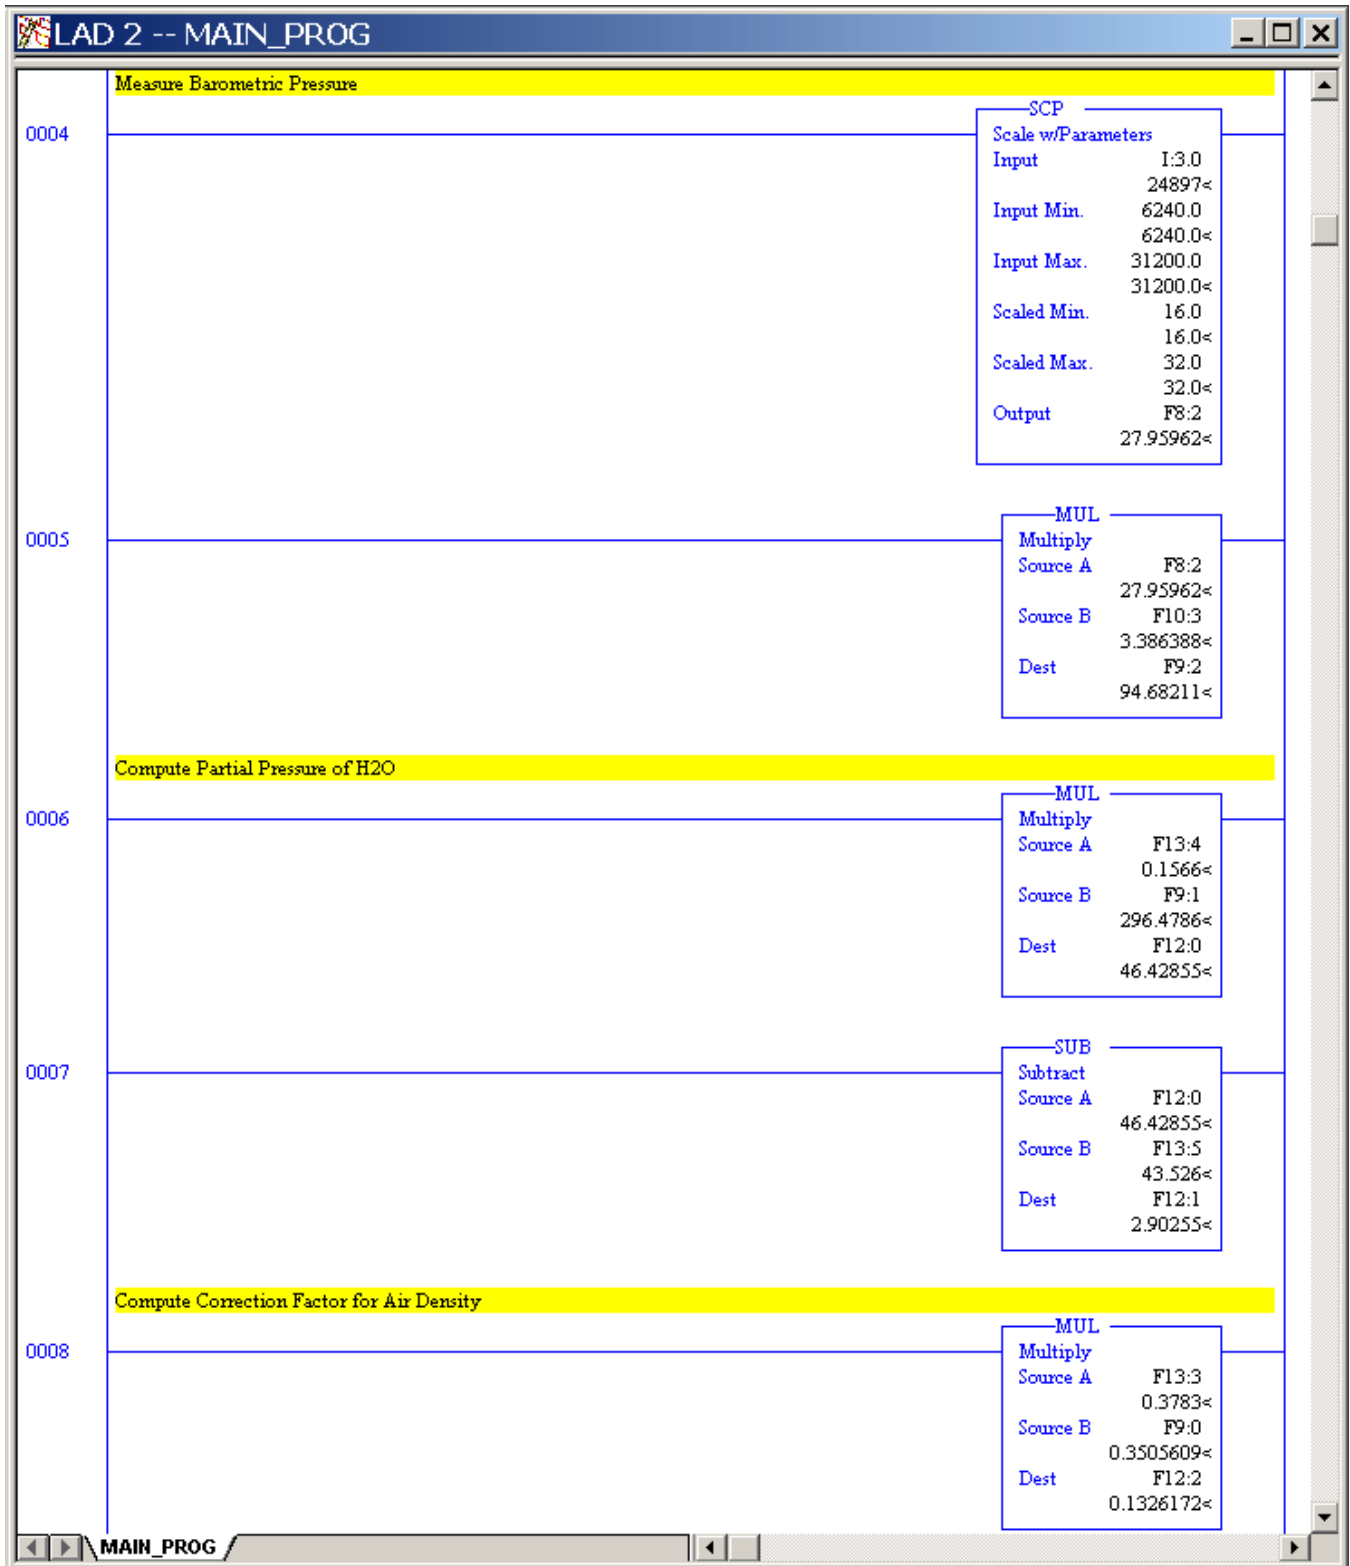 LAD 2 -- MAIN_PROG
Measure Barometric Pressure
0004
SCP
Scale w/Parameters
Input I:3.0
24897<
Input Min. 6240.0
6240.0<
Input Max. 31200.0
31200.0<
Scaled Min. 16.0
16.0<
Scaled Max. 32.0
32.0<
Output F8:2
27.95962<
0005
MUL
Multiply
Source A F8:2
27.95962<
Source B F10:3
3.386388<
Dest F9:2
94.68211<
Compute Partial Pressure of H2O
0006
MUL
Multiply
Source A F13:4
0.1566<
Source B F9:1
296.4786<
Dest F12:0
46.42855<
0007
SUB
Subtract
Source A F12:0
46.42855<
Source B F13:5
43.526<
Dest F12:1
2.90255<
Compute Correction Factor for Air Density
0008
MUL
Multiply
Source A F13:3
0.3783<
Source B F9:0
0.3505609<
Dest F12:2
0.1326172<
MAIN_PROG